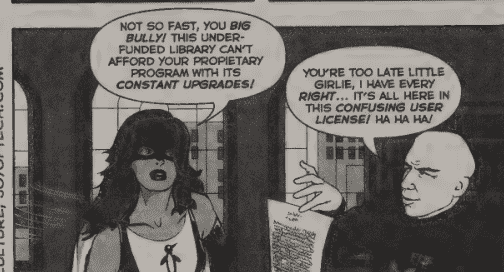 NOT SO FAST, YOU BIG
BULLY! THIS UNDER-
FUNDED LIBRARY CAN'T
AFFORD YOUR PROPIETARY
PROGRAM WITH ITS
CONSTANT UPGRADES!
YOU'RE TOO LATE LITTLE
GIRLIE, I HAVE EVERY
RIGHT... IT'S ALL HERE IN
THIS CONFUSING USER
LICENSE! HA HA HA!